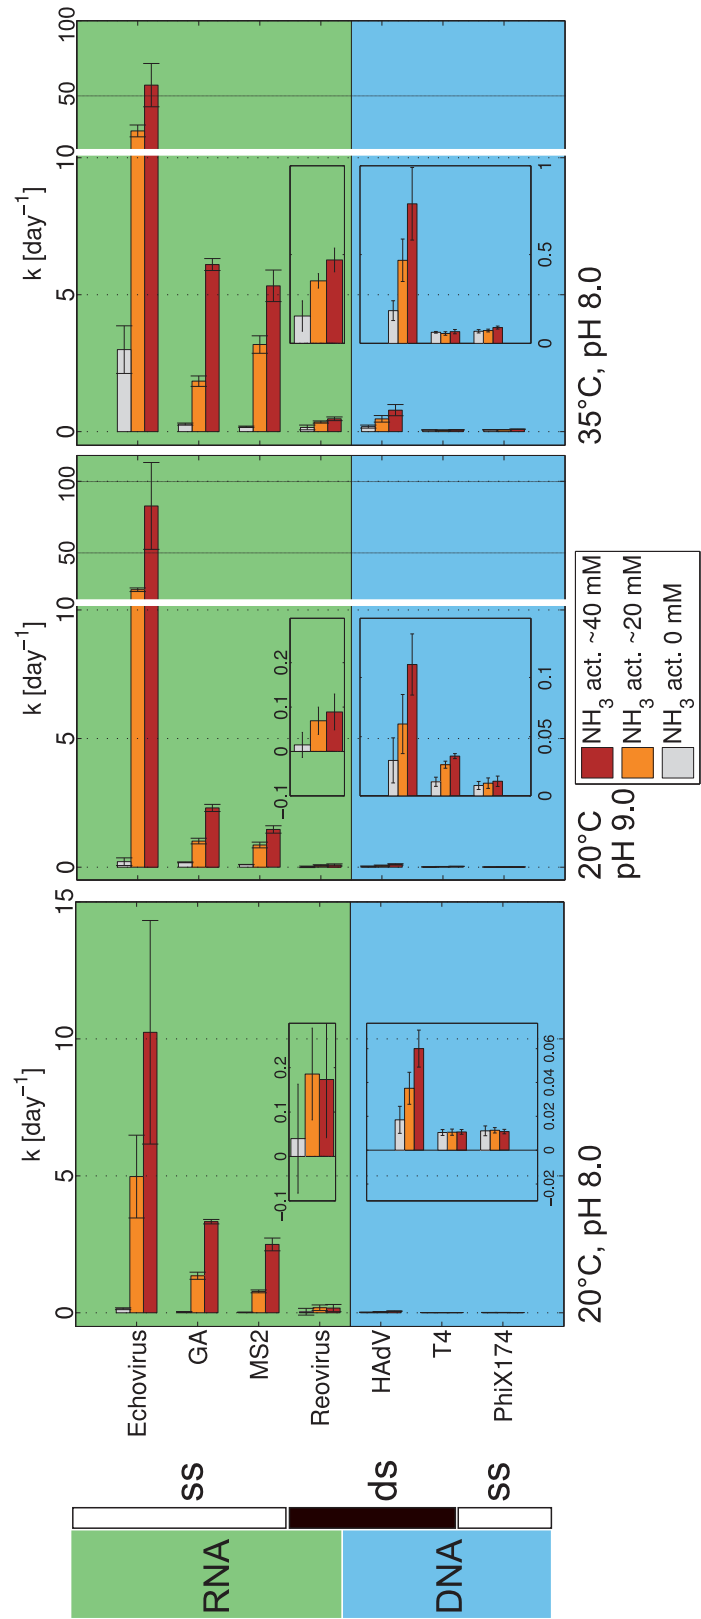 RNA
DNA
ss
ds
ss
Echovirus
GA
MS2
Reovirus
HAdV
T4
PhiX174
k [day⁻¹]
0
5
10
15
−0.1
0
0.1
0.2
−0.02
0
0.02
0.04
0.06
20°C, pH 8.0
k [day⁻¹]
0
5
10
50
100
−0.1
0
0.1
0.2
0
0.05
0.1
20°C
pH 9.0
k [day⁻¹]
0
5
10
0
50
100
0
0.5
1
35°C, pH 8.0
NH₃ act. ~40 mM
NH₃ act. ~20 mM
NH₃ act. 0 mM